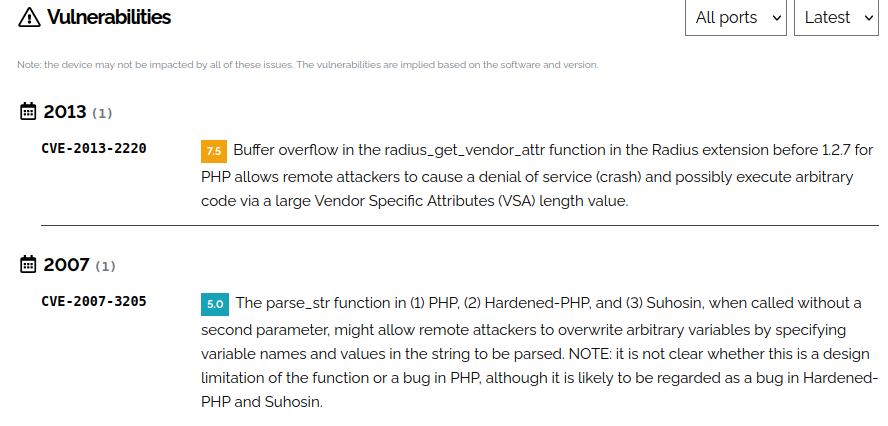 Vulnerabilities
All ports
Latest
Note: the device may not be impacted by all of these issues. The vulnerabilities are implied based on the software and version.
2013 (1)
CVE-2013-2220
7.5 Buffer overflow in the radius_get_vendor_attr function in the Radius extension before 1.2.7 for
PHP allows remote attackers to cause a denial of service (crash) and possibly execute arbitrary
code via a large Vendor Specific Attributes (VSA) length value.
2007 (1)
CVE-2007-3205
5.0 The parse_str function in (1) PHP, (2) Hardened-PHP, and (3) Suhosin, when called without a
second parameter, might allow remote attackers to overwrite arbitrary variables by specifying
variable names and values in the string to be parsed. NOTE: it is not clear whether this is a design
limitation of the function or a bug in PHP, although it is likely to be regarded as a bug in Hardened-
PHP and Suhosin.